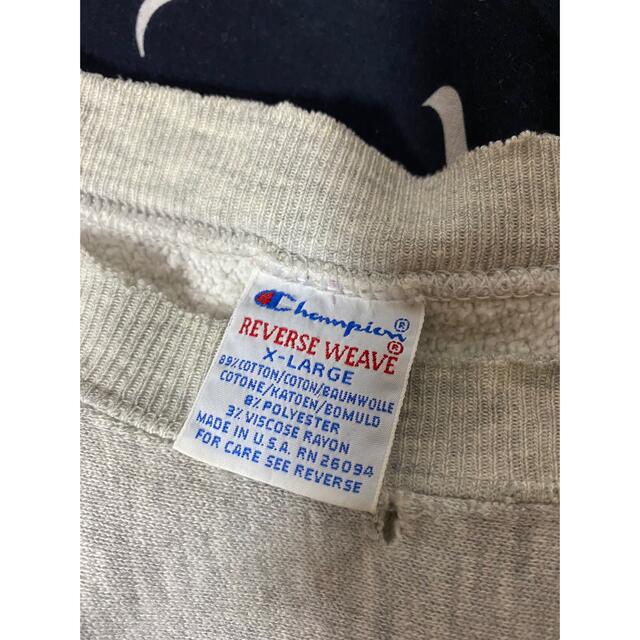 Champion®
REVERSE WEAVE®
X-LARGE
89% COTTON/COTON/BAUMWOLLE
COTONE/KATOEN/BOMULD
8% POLYESTER
3% VISCOSE RAYON
MADE IN U.S.A. RN 26094
FOR CARE SEE REVERSE